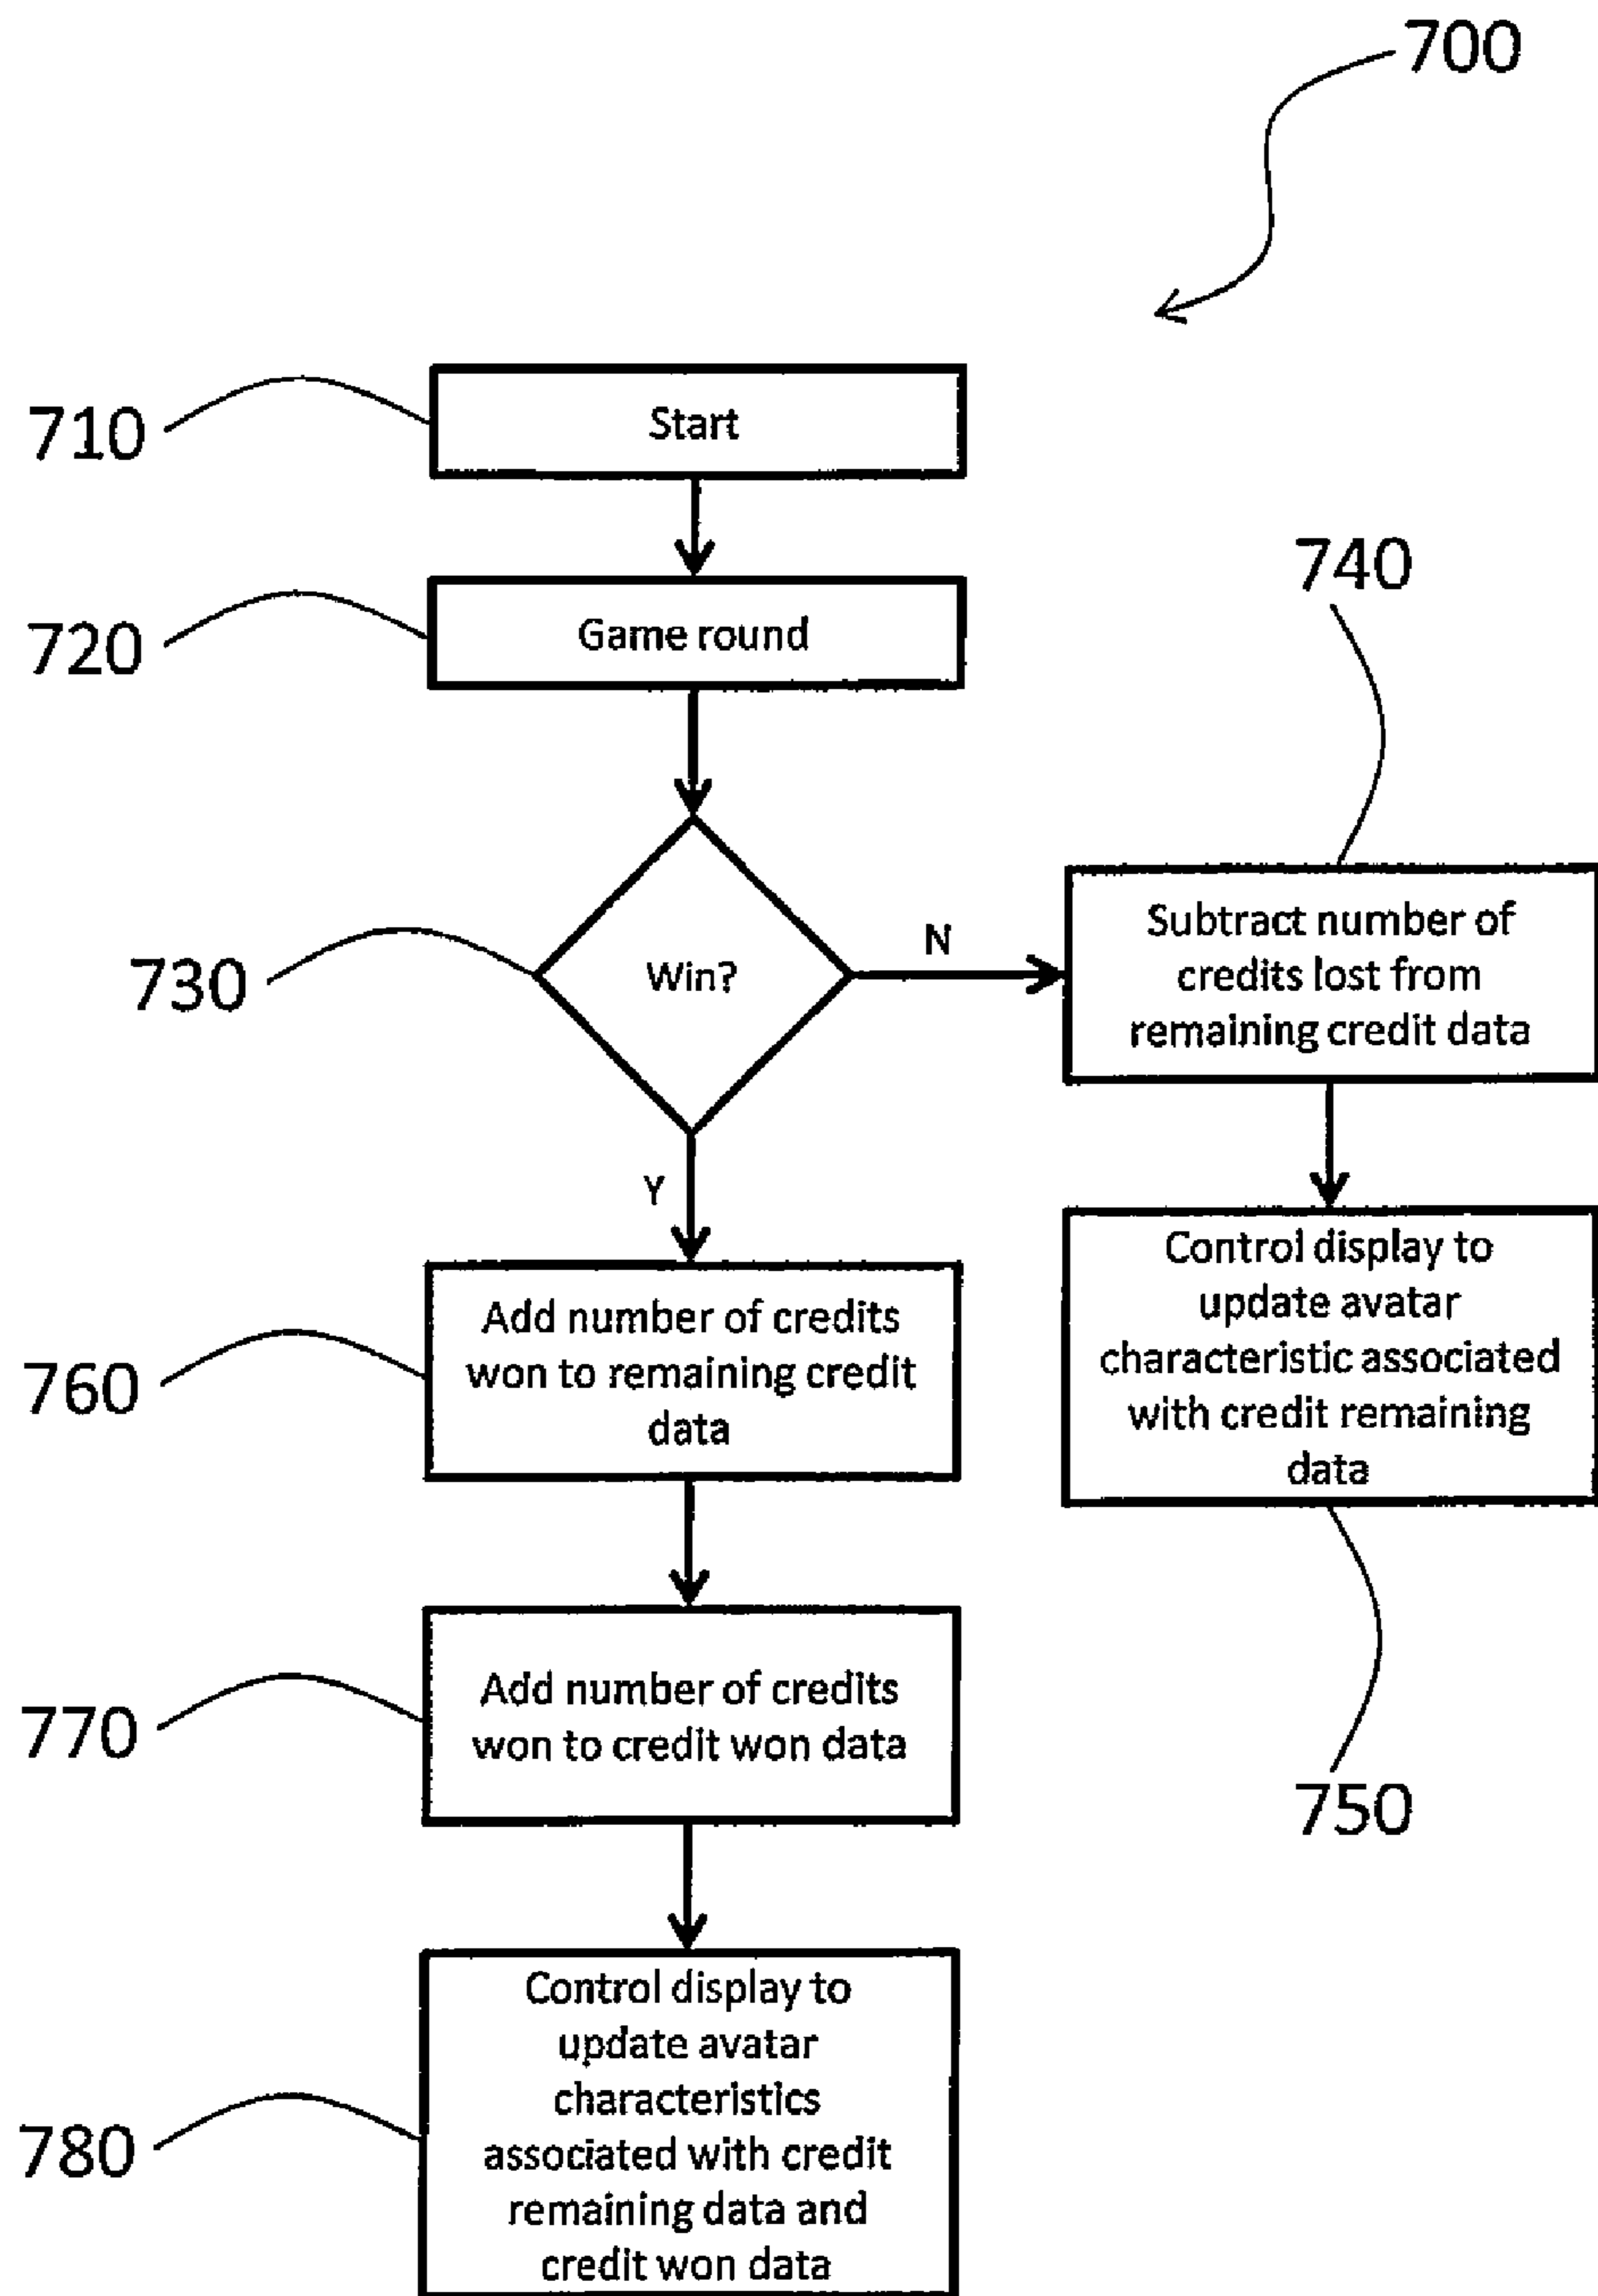 700
710
Start
720
Game round
730
Win?
N
740
Subtract number of
credits lost from
remaining credit data
Y
Control display to
update avatar
characteristic associated
with credit remaining
data
750
760
Add number of credits
won to remaining credit
data
770
Add number of credits
won to credit won data
780
Control display to
update avatar
characteristics
associated with credit
remaining data and
credit won data